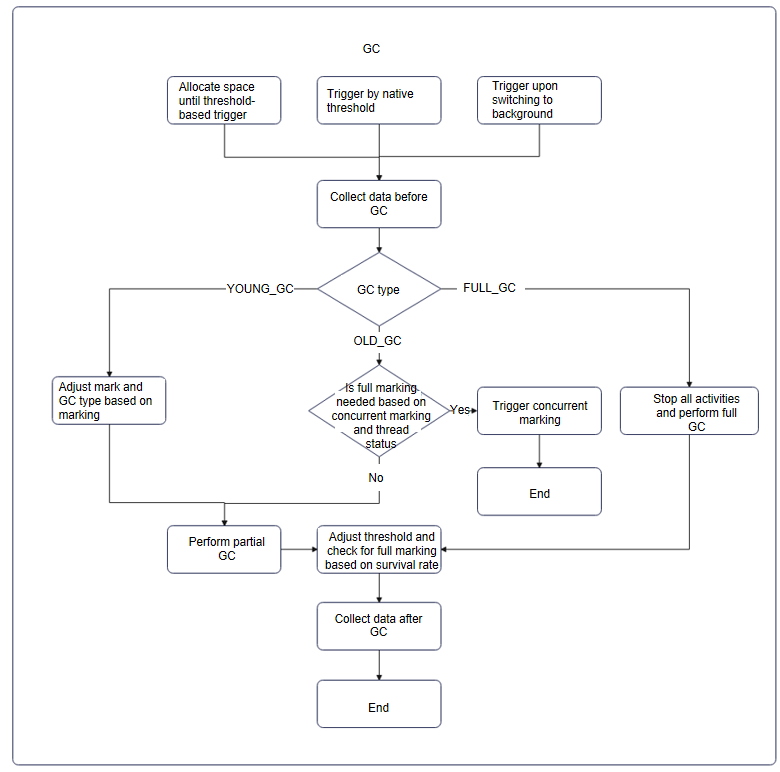 GC
Allocate space
until threshold-
based trigger
Trigger by native
threshold
Trigger upon
switching to
background
Collect data before
GC
GC type
YOUNG_GC
FULL_GC
OLD_GC
Adjust mark and
GC type based on
marking
Is full marking
needed based on
concurrent marking
and thread
status
Yes
Trigger concurrent
marking
Stop all activities
and perform full
GC
No
End
Perform partial
GC
Adjust threshold and
check for full marking
based on survival rate
Collect data after
GC
End